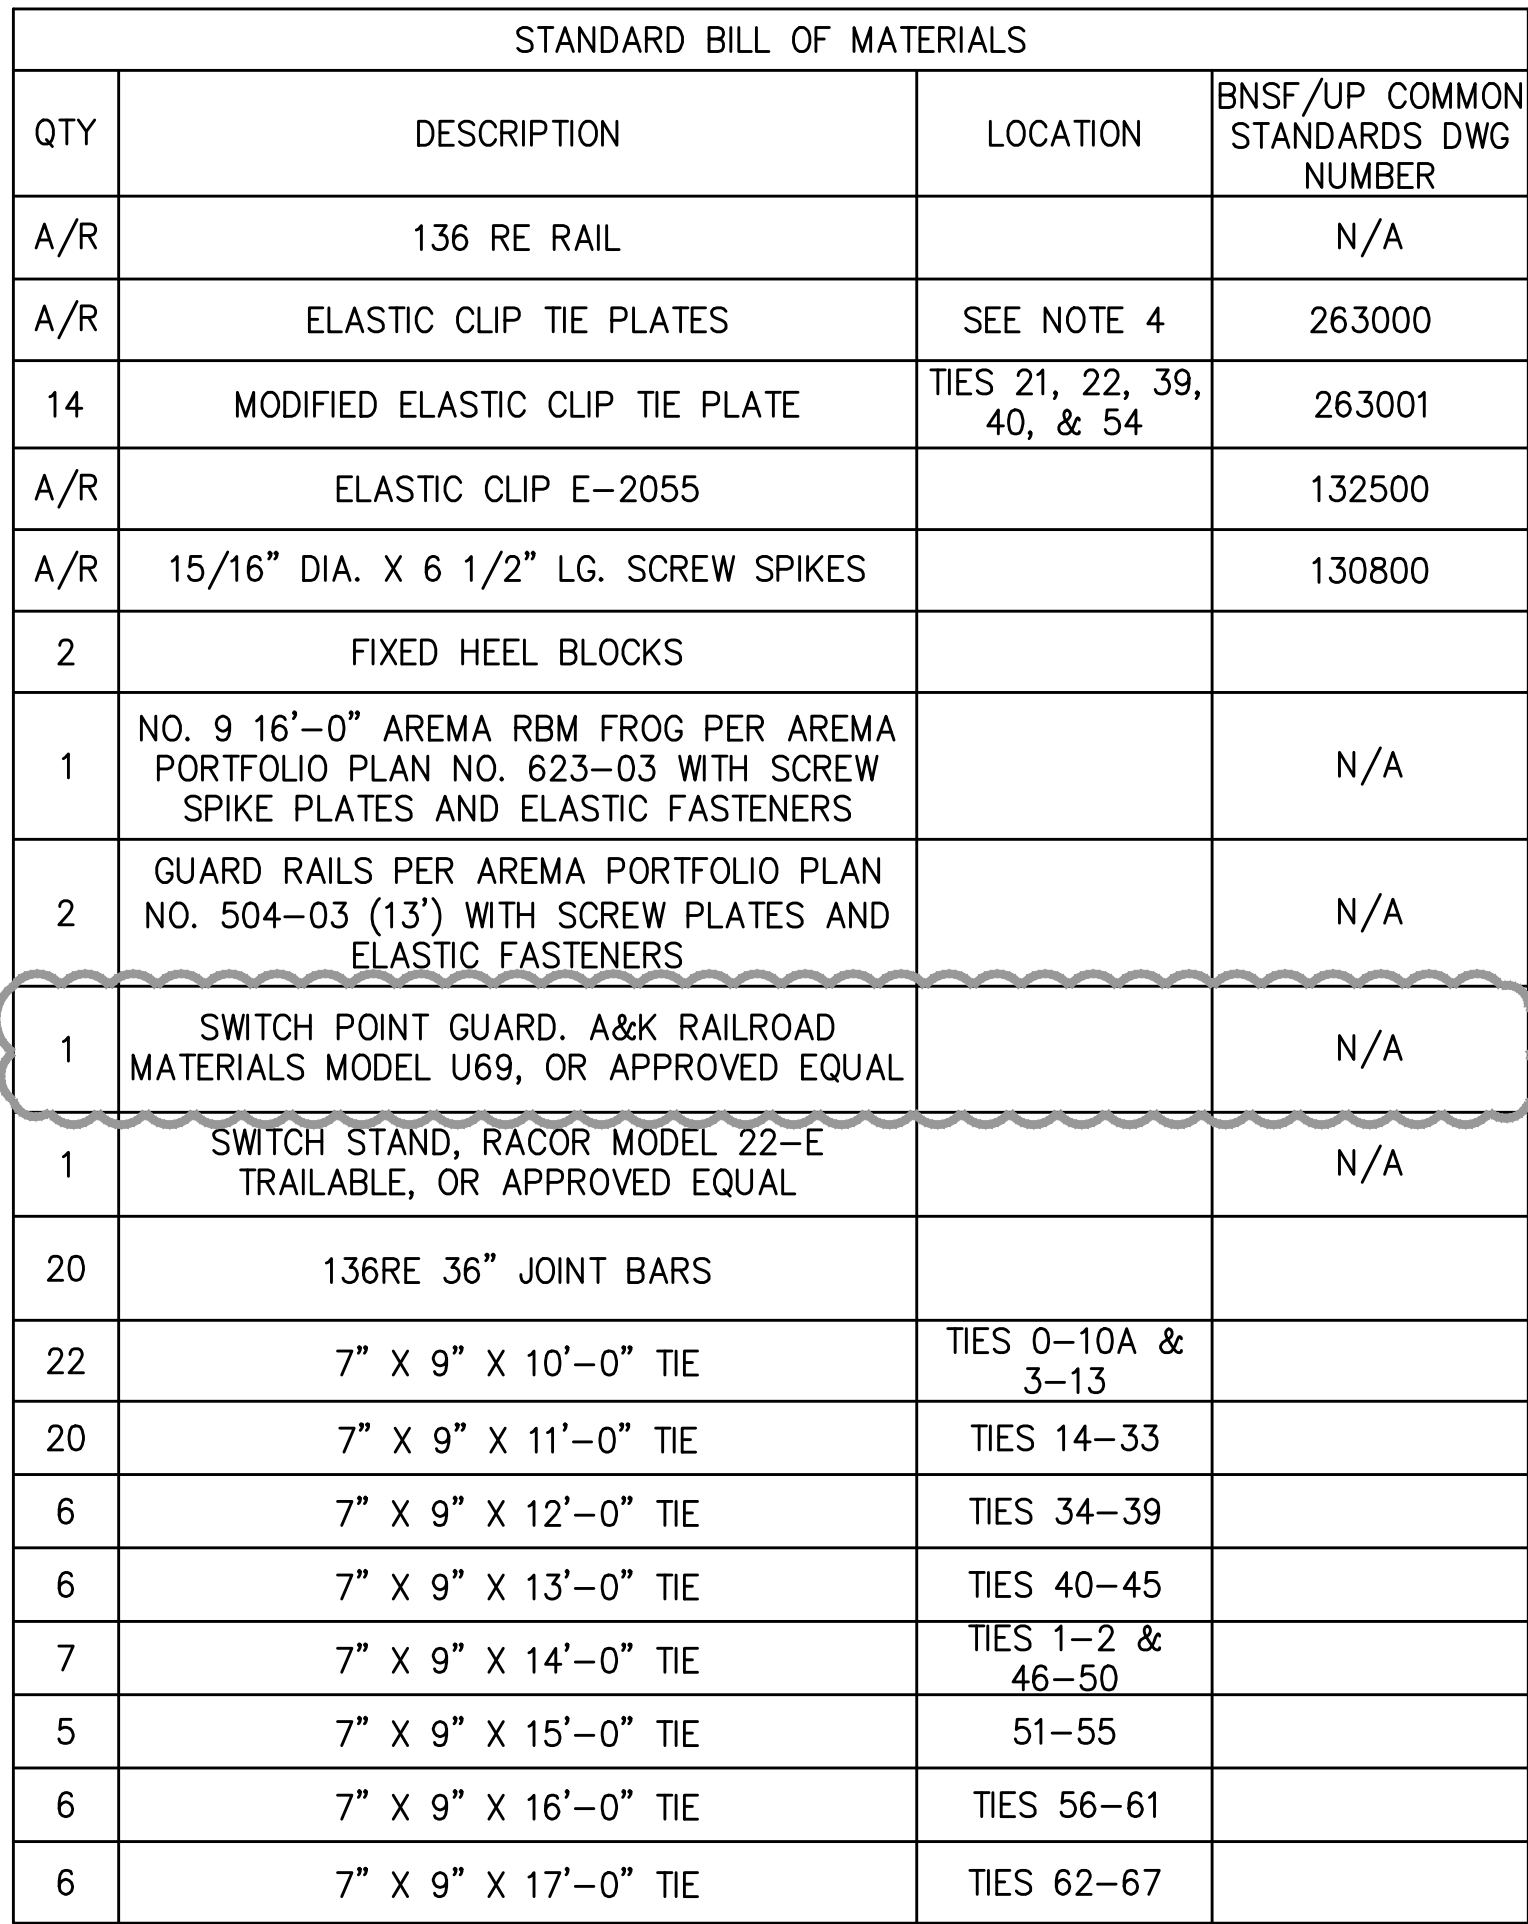 STANDARD BILL OF MATERIALS
QTY
DESCRIPTION
LOCATION
BNSF/UP COMMON
STANDARDS DWG
NUMBER
A/R
136 RE RAIL
N/A
A/R
ELASTIC CLIP TIE PLATES
SEE NOTE 4
263000
14
MODIFIED ELASTIC CLIP TIE PLATE
TIES 21, 22, 39,
40, & 54
263001
A/R
ELASTIC CLIP E-2055
132500
A/R
15/16" DIA. X 6 1/2" LG. SCREW SPIKES
130800
2
FIXED HEEL BLOCKS
1
NO. 9 16'-0" AREMA RBM FROG PER AREMA
PORTFOLIO PLAN NO. 623-03 WITH SCREW
SPIKE PLATES AND ELASTIC FASTENERS
N/A
2
GUARD RAILS PER AREMA PORTFOLIO PLAN
NO. 504-03 (13') WITH SCREW PLATES AND
ELASTIC FASTENERS
N/A
1
SWITCH POINT GUARD. A&K RAILROAD
MATERIALS MODEL U69, OR APPROVED EQUAL
N/A
1
SWITCH STAND, RACOR MODEL 22-E
TRAILABLE, OR APPROVED EQUAL
N/A
20
136RE 36" JOINT BARS
22
7" X 9" X 10'-0" TIE
TIES 0-10A &
3-13
20
7" X 9" X 11'-0" TIE
TIES 14-33
6
7" X 9" X 12'-0" TIE
TIES 34-39
6
7" X 9" X 13'-0" TIE
TIES 40-45
7
7" X 9" X 14'-0" TIE
TIES 1-2 &
46-50
5
7" X 9" X 15'-0" TIE
51-55
6
7" X 9" X 16'-0" TIE
TIES 56-61
6
7" X 9" X 17'-0" TIE
TIES 62-67